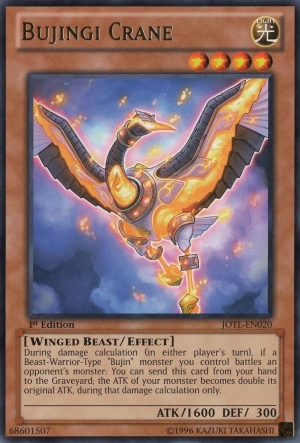 Bujingi Crane
LIGHT
光
1st Edition
JOTL-EN020
[Winged Beast/Effect]
During damage calculation (in either player's turn), if a
Beast-Warrior-Type "Bujin" monster you control battles an
opponent's monster: You can send this card from your hand
to the Graveyard; the ATK of your monster becomes double its
original ATK, during that damage calculation only.
ATK/1600 DEF/ 300
68601507
©1996 KAZUKI TAKAHASHI